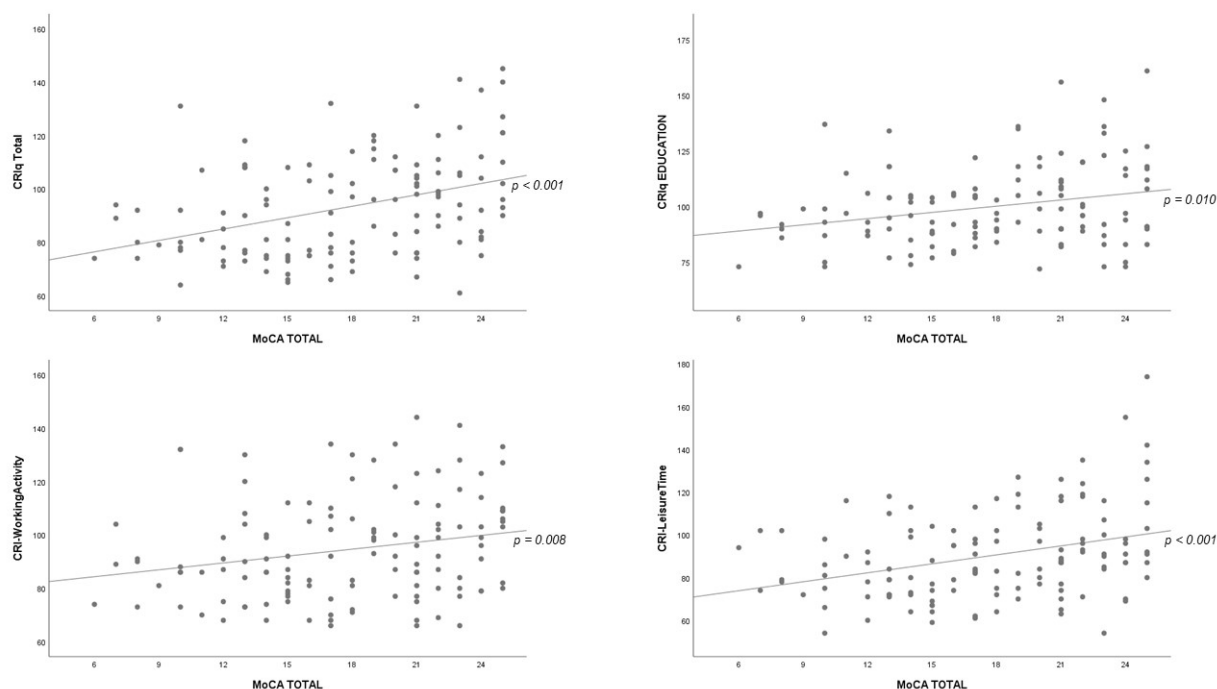 160
140
120
100
80
60
CRIq Total
6 9 12 15 18 21 24
MoCA TOTAL
p < 0.001
175
150
125
100
75
CRIq EDUCATION
6 9 12 15 18 21 24
MoCA TOTAL
p = 0.010
160
140
120
100
80
60
CRI-WorkingActivity
6 9 12 15 18 21 24
MoCA TOTAL
p = 0.008
180
160
140
120
100
80
60
CRI-LeisureTime
6 9 12 15 18 21 24
MoCA TOTAL
p < 0.001